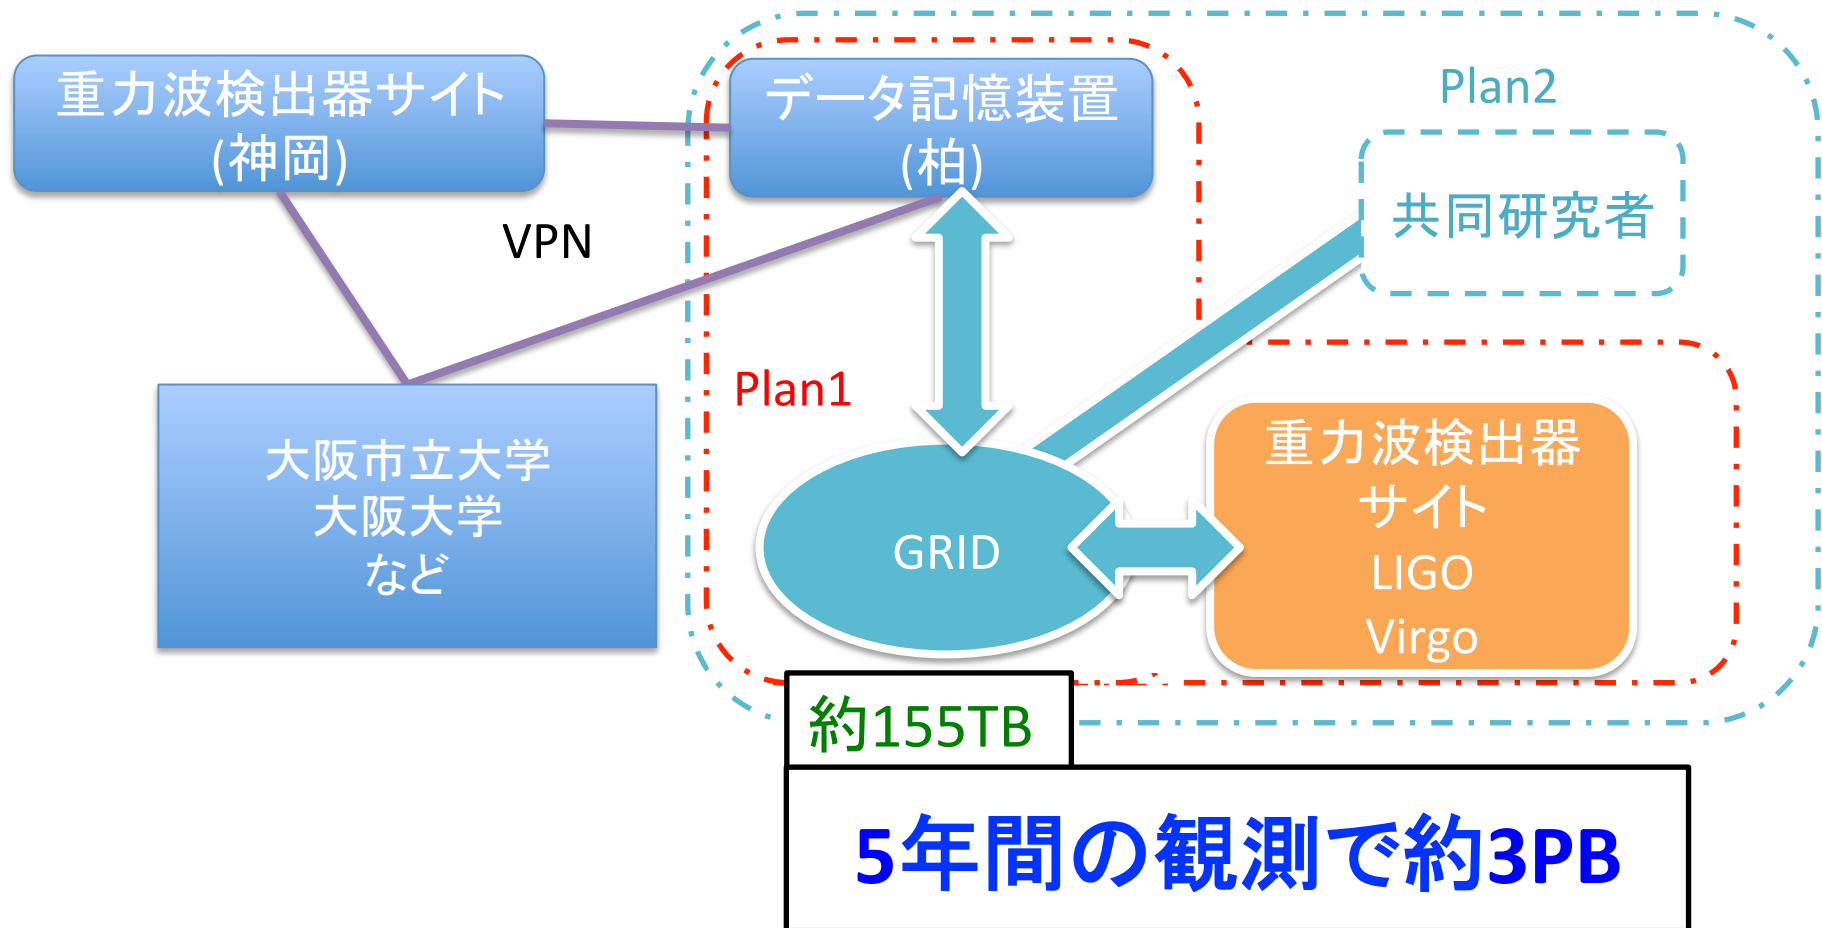 重力波検出器サイト
(神岡)
データ記憶装置
(柏)
Plan2
共同研究者
VPN
Plan1
大阪市立大学
大阪大学
など
GRID
重力波検出器
サイト
LIGO
Virgo
約155TB
5年間の観測で約3PB